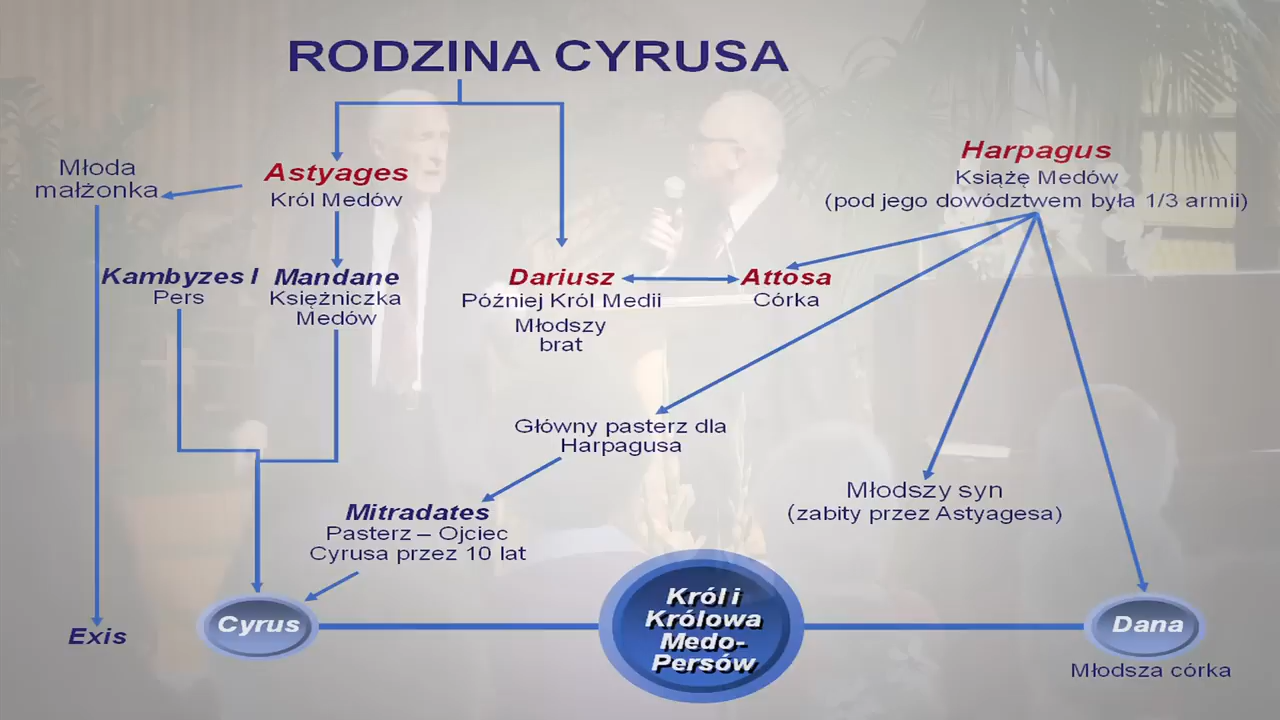 RODZINA CYRUSA
Młoda
małżonka
Astyages
Król Medów
Harpagus
Książę Medów
(pod jego dowództwem była 1/3 armii)
Kambyzes I
Pers
Mandane
Księżniczka
Medów
Dariusz
Później Król Medii
Młodszy
brat
Attosa
Córka
Główny pasterz dla
Harpagusa
Młodszy syn
(zabity przez Astyagesa)
Mitradates
Pasterz – Ojciec
Cyrusa przez 10 lat
Exis
Cyrus
Król i
Królowa
Medo-
Persów
Dana
Młodsza córka